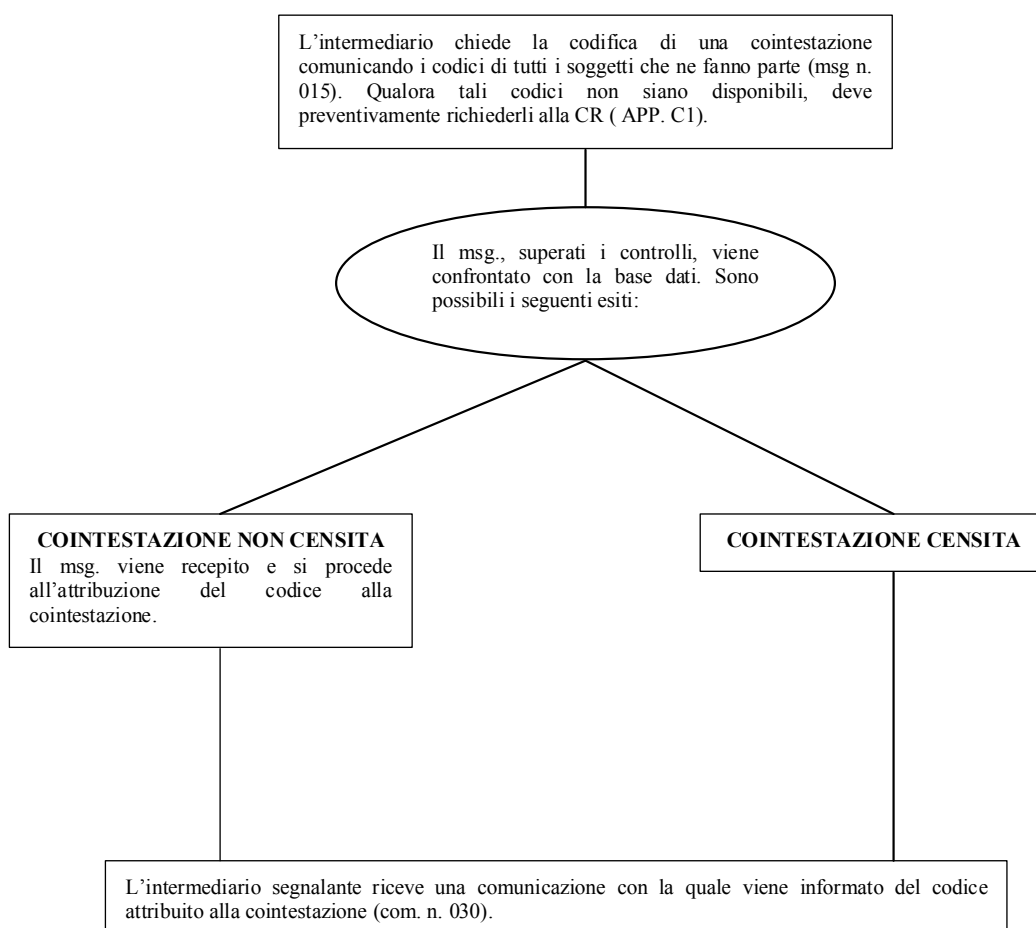 L’intermediario chiede la codifica di una cointestazione
comunicando i codici di tutti i soggetti che ne fanno parte (msg n.
015). Qualora tali codici non siano disponibili, deve
preventivamente richiederli alla CR ( APP. C1).
Il msg., superati i controlli, viene
confrontato con la base dati. Sono
possibili i seguenti esiti:
COINTESTAZIONE NON CENSITA
Il msg. viene recepito e si procede
all’attribuzione del codice alla
cointestazione.
COINTESTAZIONE CENSITA
L’intermediario segnalante riceve una comunicazione con la quale viene informato del codice
attribuito alla cointestazione (com. n. 030).